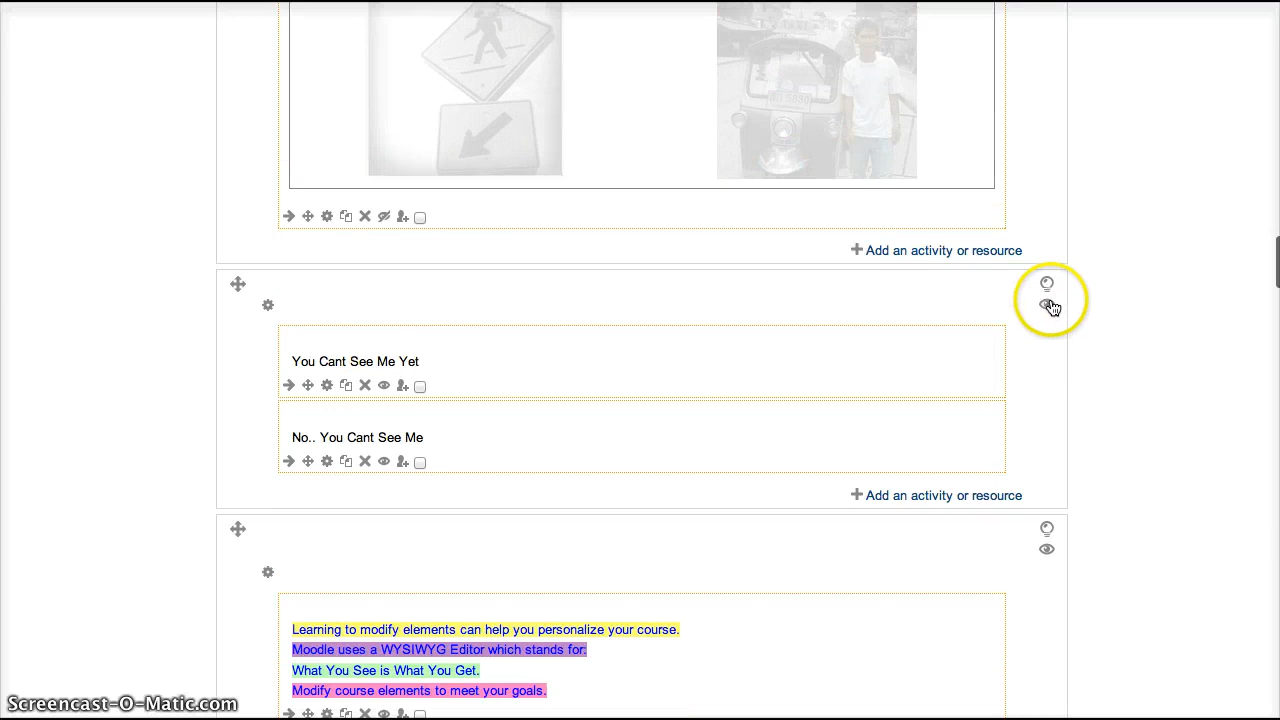 Add an activity or resource
You Cant See Me Yet
No.. You Cant See Me
Add an activity or resource
Learning to modify elements can help you personalize your course.
Moodle uses a WYSIWYG Editor which stands for:
What You See is What You Get.
Modify course elements to meet your goals.
Screencast-O-Matic.com